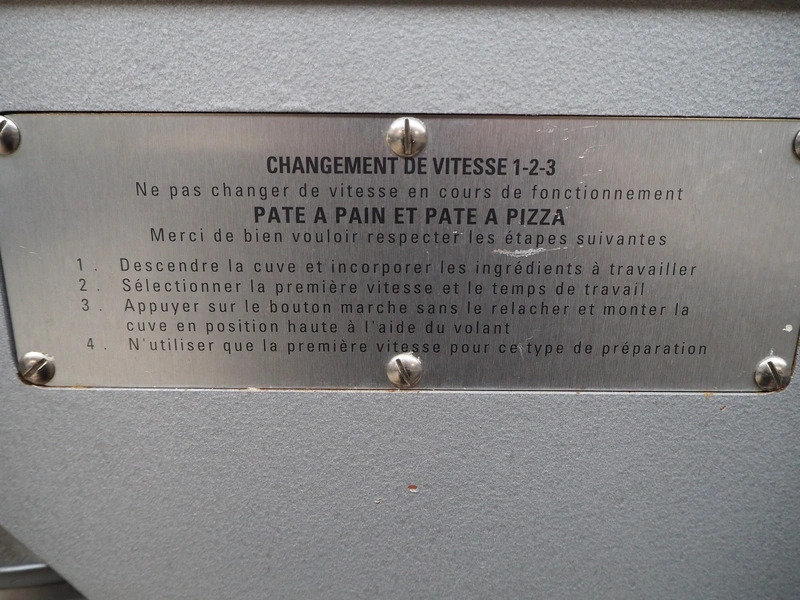 CHANGEMENT DE VITESSE 1-2-3
Ne pas changer de vitesse en cours de fonctionnement
PATE A PAIN ET PATE A PIZZA
Merci de bien vouloir respecter les étapes suivantes
1. Descendre la cuve et incorporer les ingrédients à travailler
2. Sélectionner la première vitesse et le temps de travail
3. Appuyer sur le bouton marche sans le relacher et monter la
cuve en position haute à l'aide du volant
4. N'utiliser que la première vitesse pour ce type de préparation